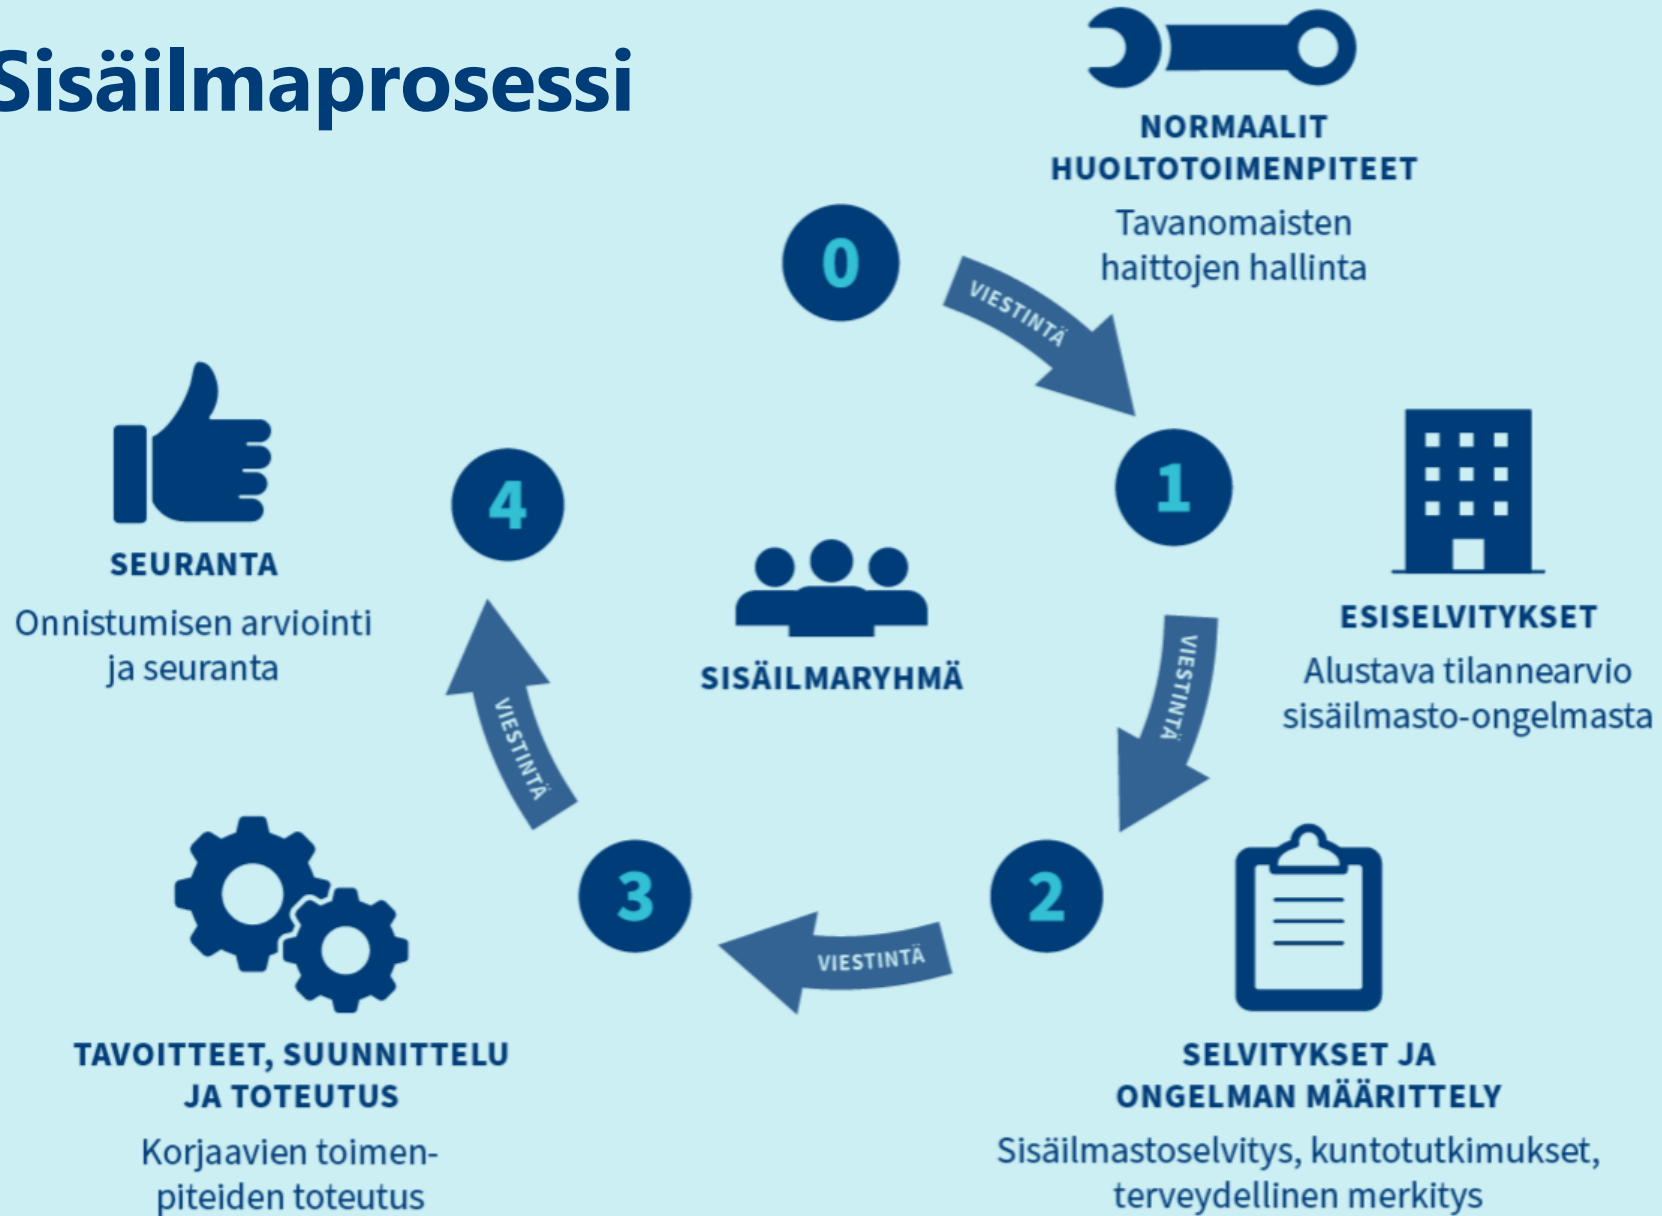 Sisäilmaprosessi
NORMAALIT
HUOLTOTOIMENPITEET
Tavanomaisten
haittojen hallinta
0
VIESTINTÄ
1
ESISELVITYKSET
Alustava tilannearvio
sisäilmasto-ongelmasta
VIESTINTÄ
2
SELVITYKSET JA
ONGELMAN MÄÄRITTELY
Sisäilmastoselvitys, kuntotutkimukset,
terveydellinen merkitys
VIESTINTÄ
3
TAVOITTEET, SUUNNITTELU
JA TOTEUTUS
Korjaavien toimen-
piteiden toteutus
VIESTINTÄ
4
SEURANTA
Onnistumisen arviointi
ja seuranta
SISÄILMARYHMÄ